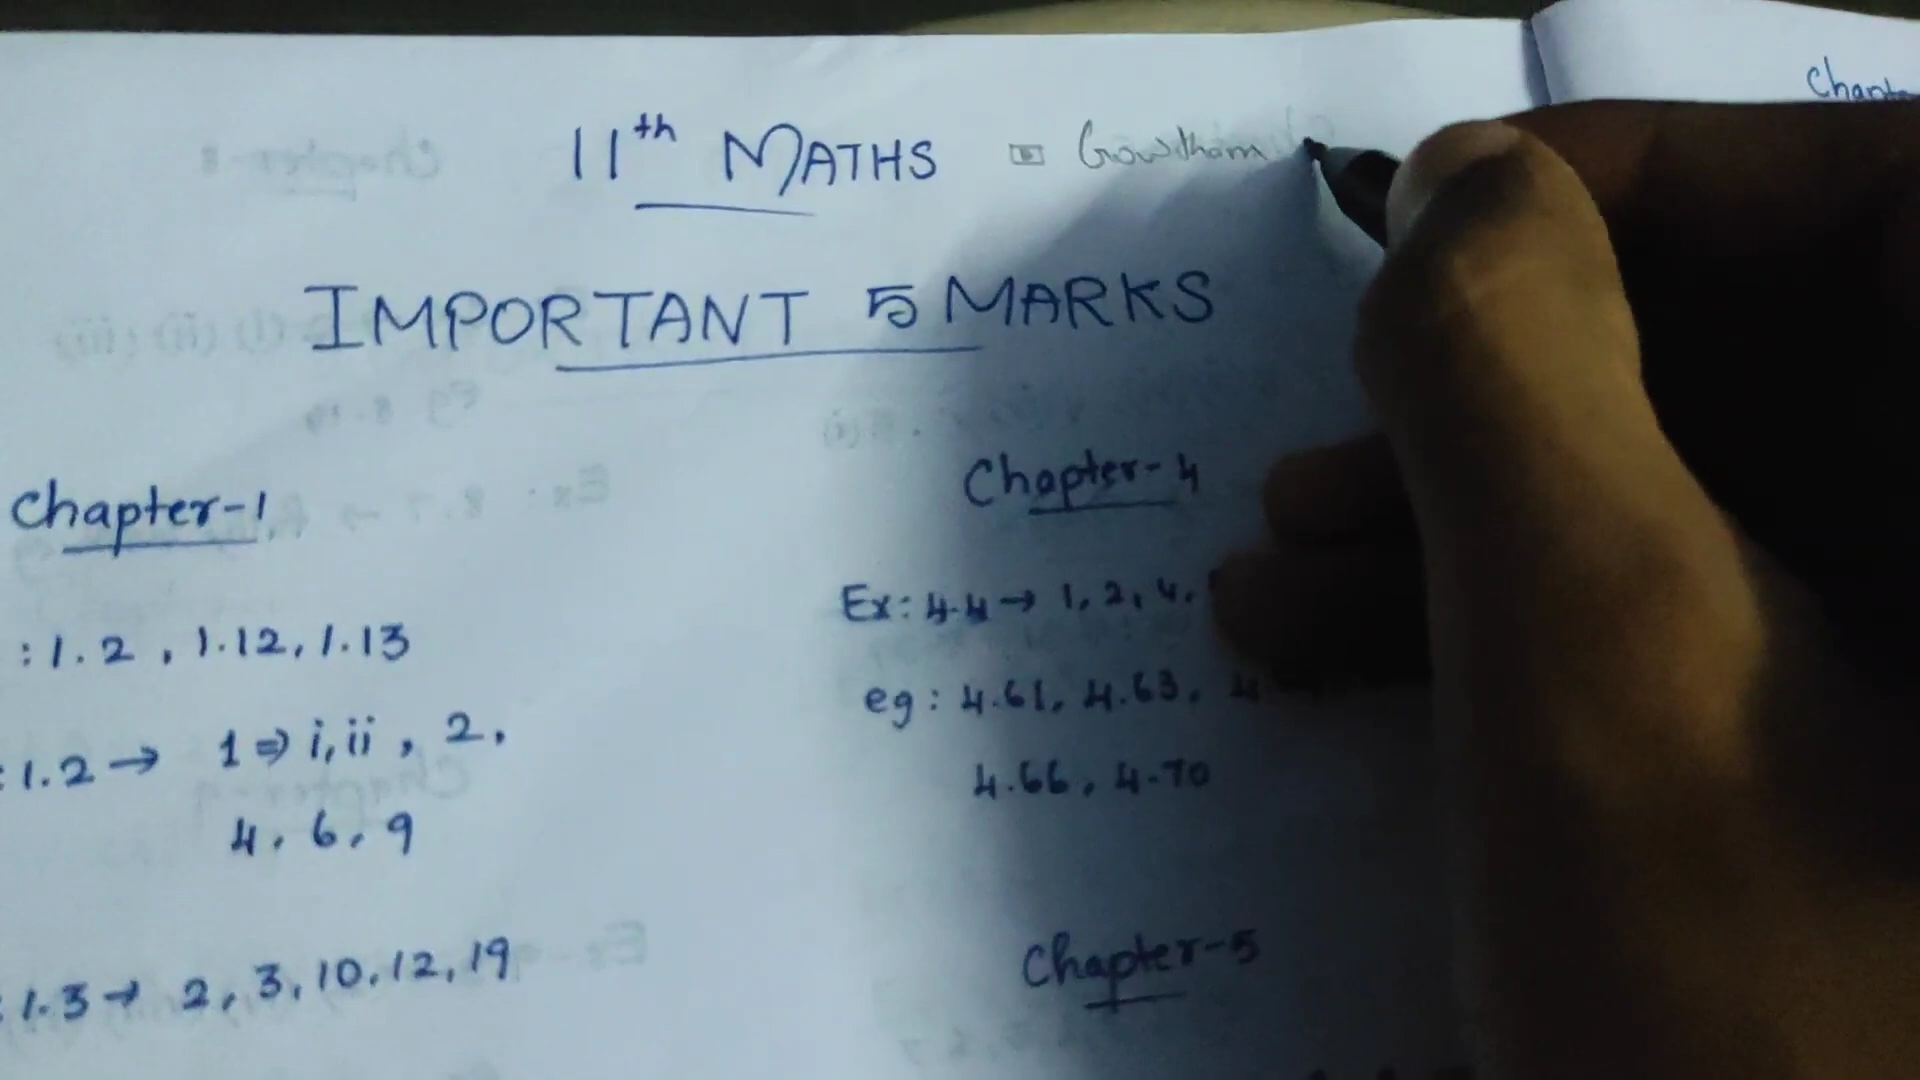 11th MATHS Gowtham
IMPORTANT 5 MARKS
Chapter-1
: 1.2, 1.12, 1.13
: 1.2 → 1 ⇒ i, ii, 2,
4, 6, 9
: 1.3 → 2, 3, 10, 12, 19
Chapter-4
Ex: 4.4 → 1, 2, 4,
eg: 4.61, 4.63,
4.66, 4.70
Chapter-5